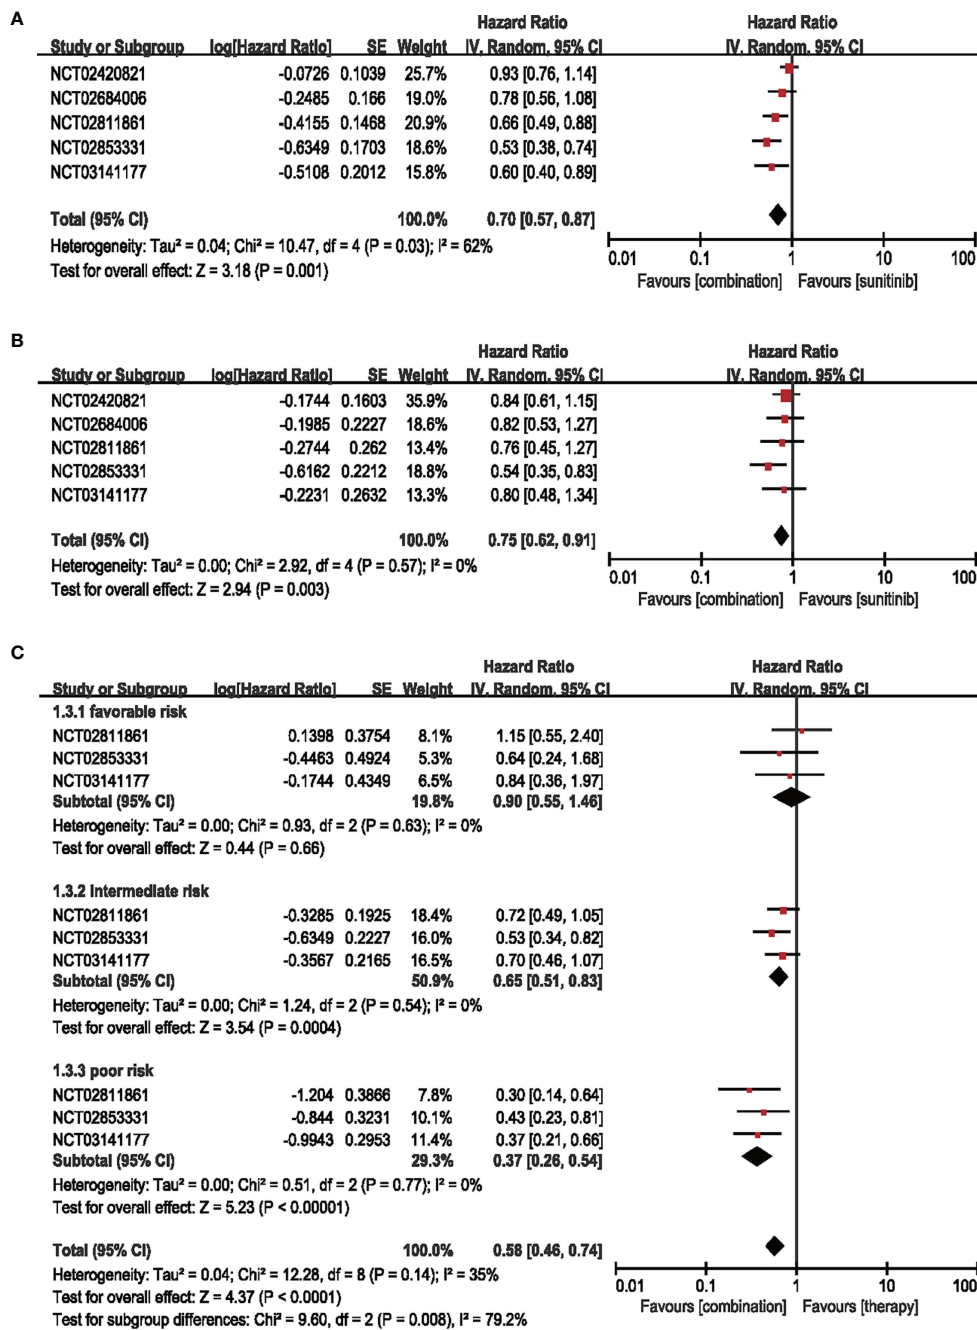 A
Hazard Ratio Hazard Ratio
Study or Subgroup log[Hazard Ratio] SE Weight IV, Random, 95% CI IV, Random, 95% CI
NCT02420821 -0.0726 0.1039 25.7% 0.93 [0.76, 1.14]
NCT02684006 -0.2485 0.166 19.0% 0.78 [0.56, 1.08]
NCT02811861 -0.4155 0.1468 20.9% 0.66 [0.49, 0.88]
NCT02853331 -0.6349 0.1703 18.6% 0.53 [0.38, 0.74]
NCT03141177 -0.5108 0.2012 15.8% 0.60 [0.40, 0.89]
Total (95% CI) 100.0% 0.70 [0.57, 0.87]
Heterogeneity: Tau² = 0.04; Chi² = 10.47, df = 4 (P = 0.03); I² = 62%
Test for overall effect: Z = 3.18 (P = 0.001)
0.01 0.1 1 10 100
Favours [combination] Favours [sunitinib]
B
Hazard Ratio Hazard Ratio
Study or Subgroup log[Hazard Ratio] SE Weight IV, Random, 95% CI IV, Random, 95% CI
NCT02420821 -0.1744 0.1603 35.9% 0.84 [0.61, 1.15]
NCT02684006 -0.1985 0.2227 18.6% 0.82 [0.53, 1.27]
NCT02811861 -0.2744 0.262 13.4% 0.76 [0.45, 1.27]
NCT02853331 -0.6162 0.2212 18.8% 0.54 [0.35, 0.83]
NCT03141177 -0.2231 0.2632 13.3% 0.80 [0.48, 1.34]
Total (95% CI) 100.0% 0.75 [0.62, 0.91]
Heterogeneity: Tau² = 0.00; Chi² = 2.92, df = 4 (P = 0.57); I² = 0%
Test for overall effect: Z = 2.94 (P = 0.003)
0.01 0.1 1 10 100
Favours [combination] Favours [sunitinib]
C
Hazard Ratio Hazard Ratio
Study or Subgroup log[Hazard Ratio] SE Weight IV, Random, 95% CI IV, Random, 95% CI
1.3.1 favorable risk
NCT02811861 0.1398 0.3754 8.1% 1.15 [0.55, 2.40]
NCT02853331 -0.4463 0.4924 5.3% 0.64 [0.24, 1.68]
NCT03141177 -0.1744 0.4349 6.5% 0.84 [0.36, 1.97]
Subtotal (95% CI) 19.8% 0.90 [0.55, 1.46]
Heterogeneity: Tau² = 0.00; Chi² = 0.93, df = 2 (P = 0.63); I² = 0%
Test for overall effect: Z = 0.44 (P = 0.66)
1.3.2 Intermediate risk
NCT02811861 -0.3285 0.1925 18.4% 0.72 [0.49, 1.05]
NCT02853331 -0.6349 0.2227 16.0% 0.53 [0.34, 0.82]
NCT03141177 -0.3567 0.2165 16.5% 0.70 [0.46, 1.07]
Subtotal (95% CI) 50.9% 0.65 [0.51, 0.83]
Heterogeneity: Tau² = 0.00; Chi² = 1.24, df = 2 (P = 0.54); I² = 0%
Test for overall effect: Z = 3.54 (P = 0.0004)
1.3.3 poor risk
NCT02811861 -1.204 0.3866 7.8% 0.30 [0.14, 0.64]
NCT02853331 -0.844 0.3231 10.1% 0.43 [0.23, 0.81]
NCT03141177 -0.9943 0.2953 11.4% 0.37 [0.21, 0.66]
Subtotal (95% CI) 29.3% 0.37 [0.26, 0.54]
Heterogeneity: Tau² = 0.00; Chi² = 0.51, df = 2 (P = 0.77); I² = 0%
Test for overall effect: Z = 5.23 (P < 0.00001)
Total (95% CI) 100.0% 0.58 [0.46, 0.74]
Heterogeneity: Tau² = 0.04; Chi² = 12.28, df = 8 (P = 0.14); I² = 35%
Test for overall effect: Z = 4.37 (P < 0.0001)
Test for subgroup differences: Chi² = 9.60, df = 2 (P = 0.008), I² = 79.2%
0.01 0.1 1 10 100
Favours [combination] Favours [therapy]